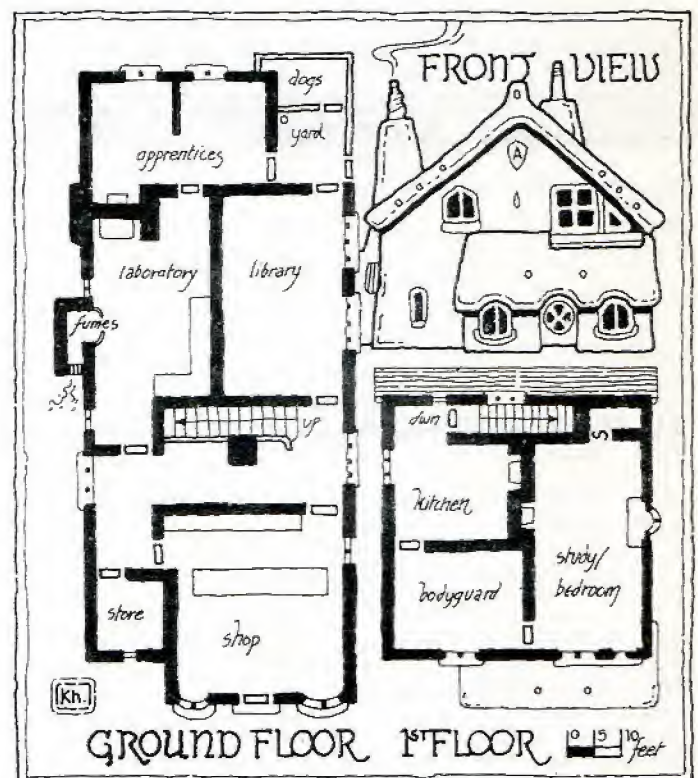 FRONT VIEW
A
dogs
yard
apprentices
laboratory
library
fumes
up
dwn
S
kitchen
study/
bedroom
bodyguard
store
shop
Kh.
GROUND FLOOR
1ST FLOOR
0 5 10
feet